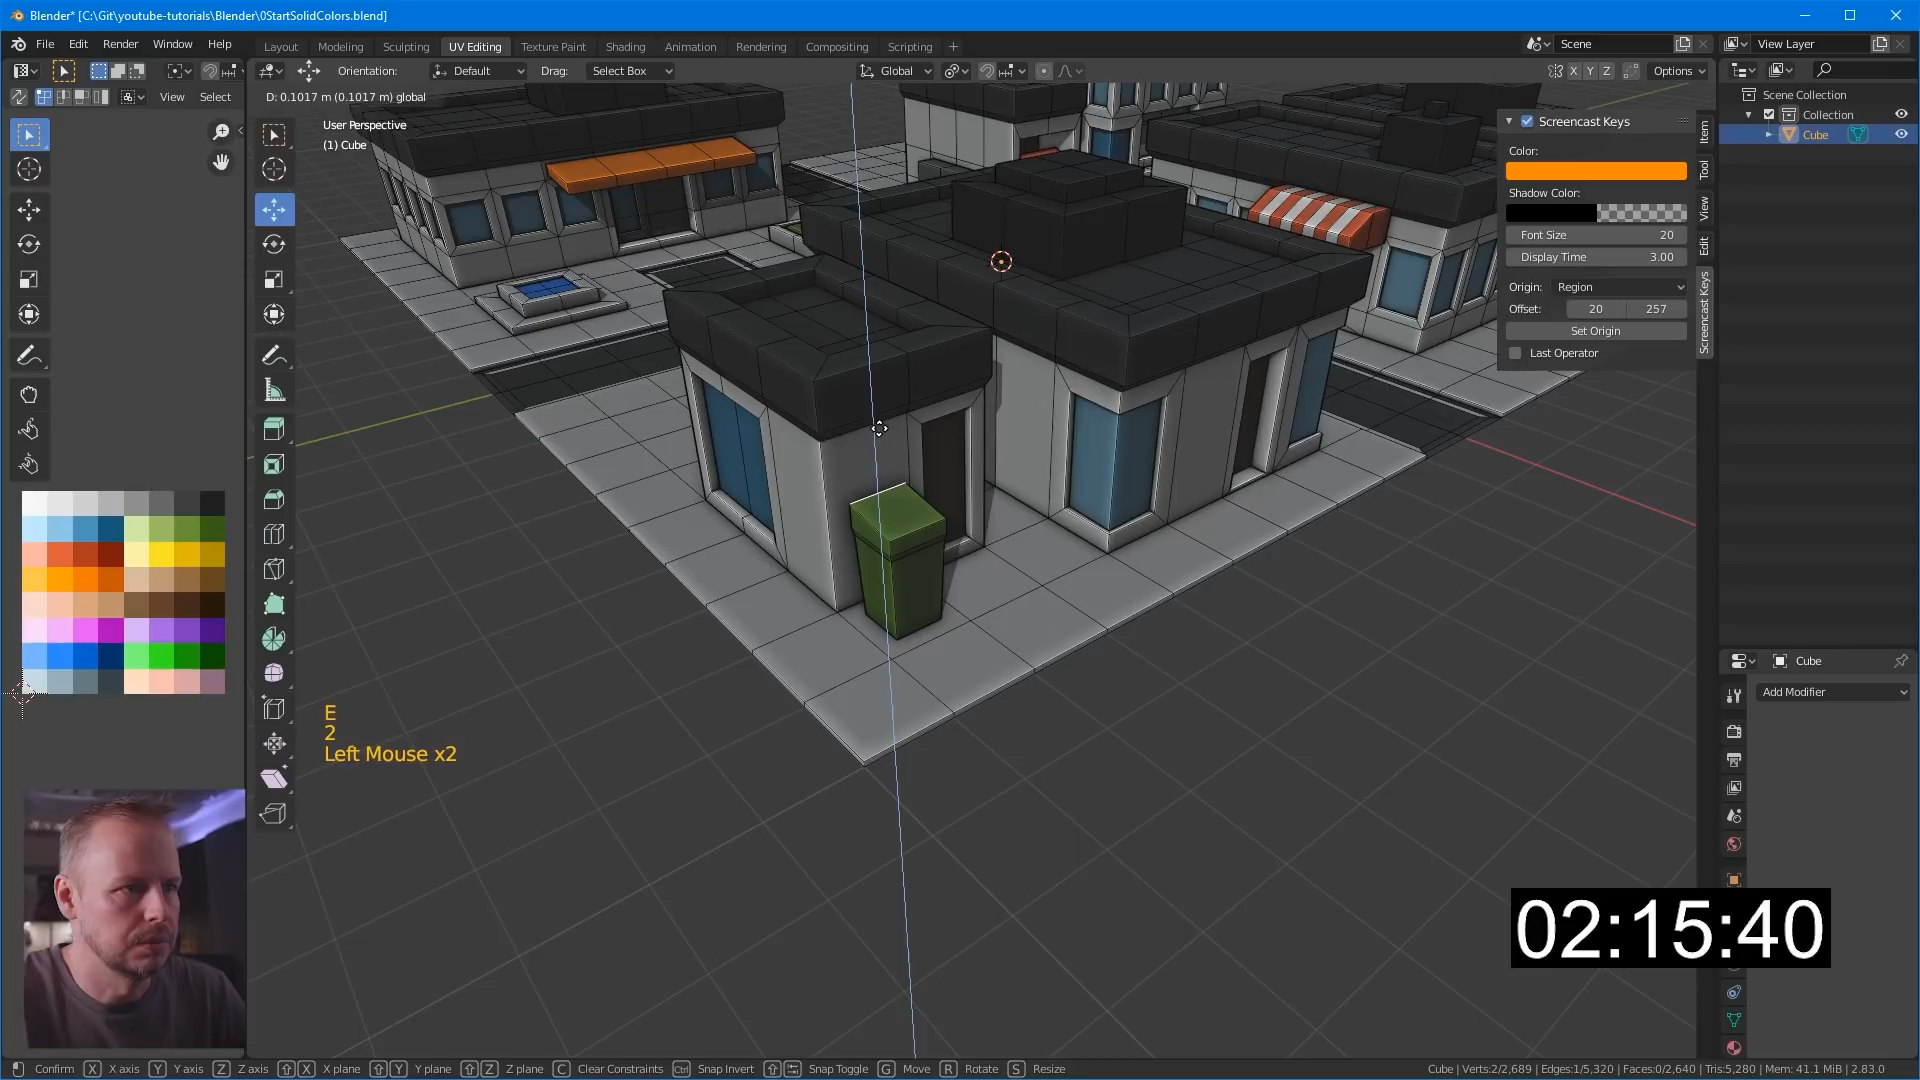 Blender* [C:\Git\youtube-tutorials\Blender\0StartSolidColors.blend]
File Edit Render Window Help
Layout Modeling Sculpting UV Editing Texture Paint Shading Animation Rendering Compositing Scripting +
Scene
View Layer
Orientation: Default Drag: Select Box
Global
X Y Z
Options
View Select
D: 0.1017 m (0.1017 m) global
User Perspective
(1) Cube
Scene Collection
Collection
Cube
Screencast Keys
Color:
Shadow Color:
Font Size 20
Display Time 3.00
Origin: Region
Offset: 20 257
Set Origin
Last Operator
Item
Tool
View
Edit
Screencast Keys
Cube
Add Modifier
E
2
Left Mouse x2
02:15:40
Confirm X X axis Y Y axis Z Z axis X X plane Y Y plane Z Z plane C Clear Constraints Ctrl Snap Invert Snap Toggle G Move R Rotate S Resize
Cube | Verts:2/2,689 | Edges:1/5,320 | Faces:0/2,640 | Tris:5,280 | Mem: 41.1 MiB | 2.83.0